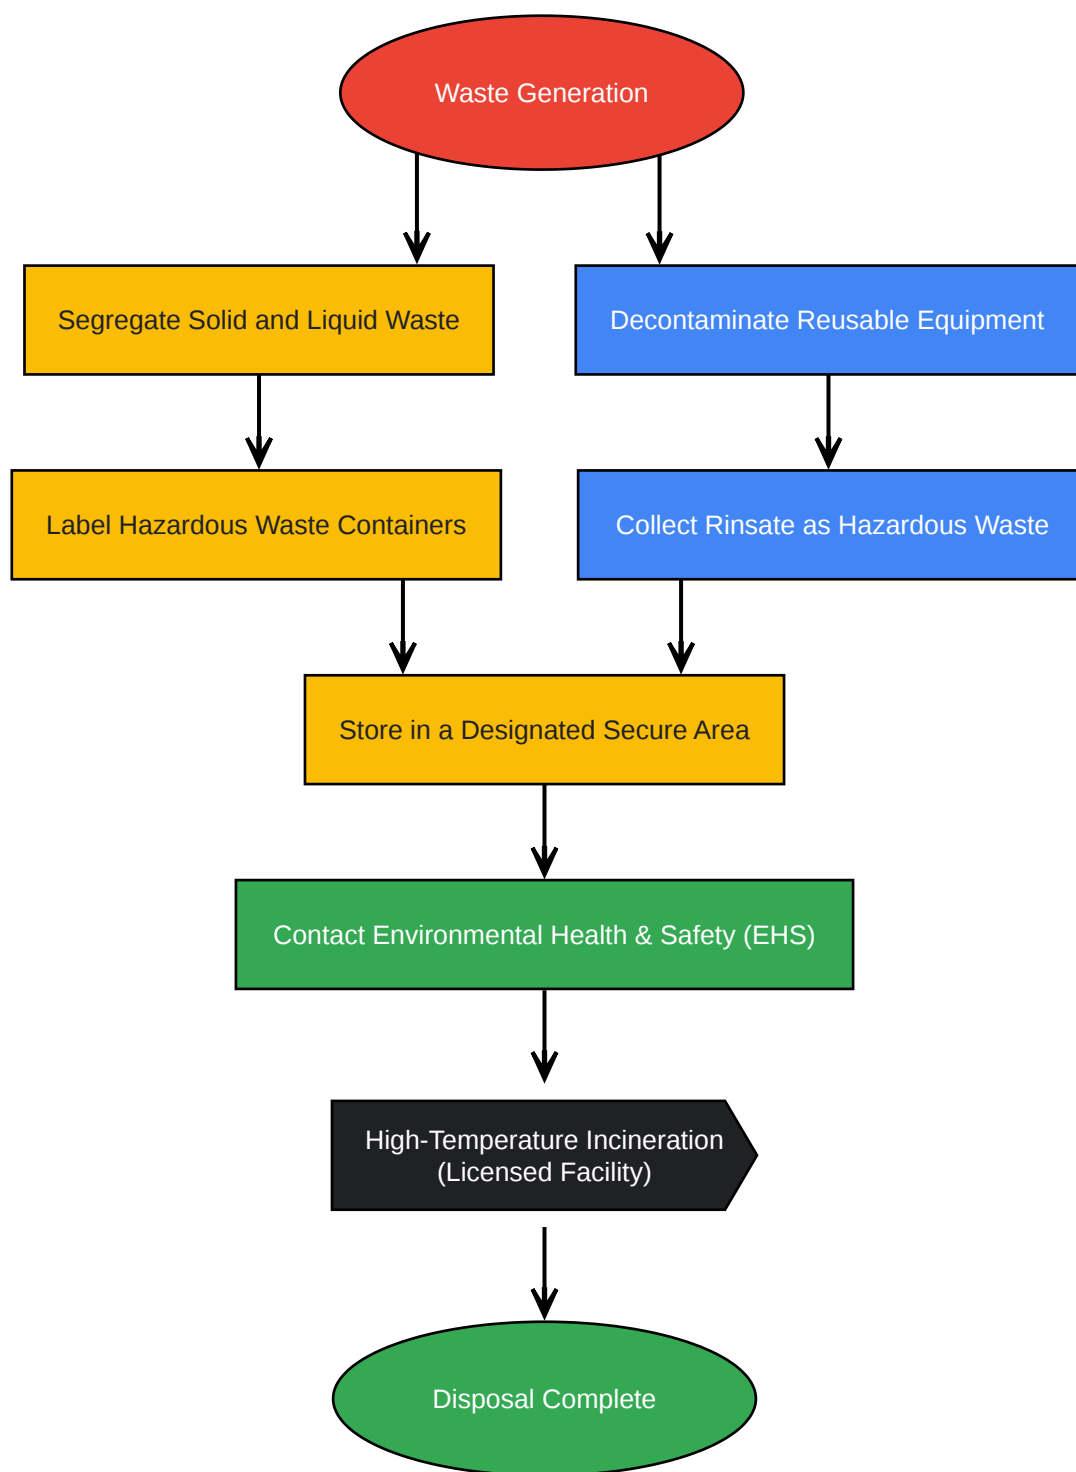 Waste Generation
Segregate Solid and Liquid Waste
Decontaminate Reusable Equipment
Label Hazardous Waste Containers
Collect Rinsate as Hazardous Waste
Store in a Designated Secure Area
Contact Environmental Health & Safety (EHS)
High-Temperature Incineration
(Licensed Facility)
Disposal Complete